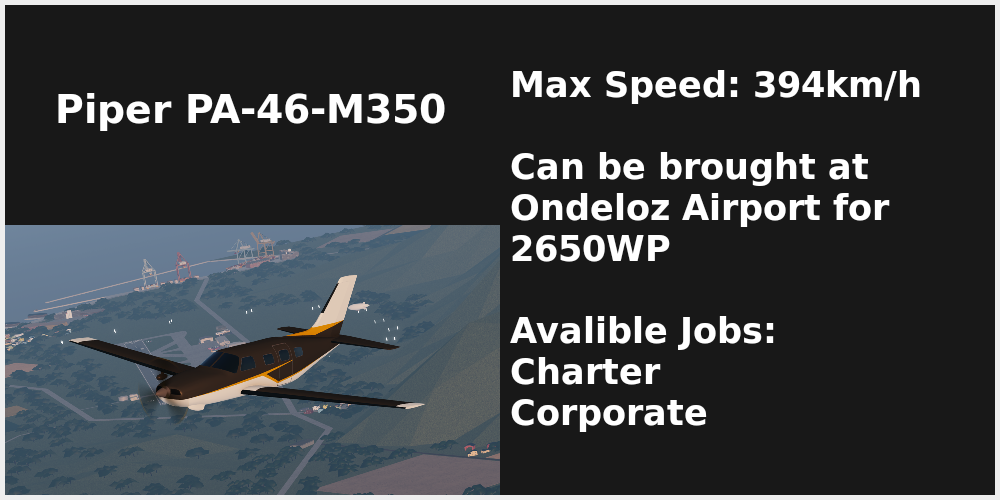 Piper PA-46-M350
Max Speed: 394km/h
Can be brought at
Ondeloz Airport for
2650WP
Avalible Jobs:
Charter
Corporate